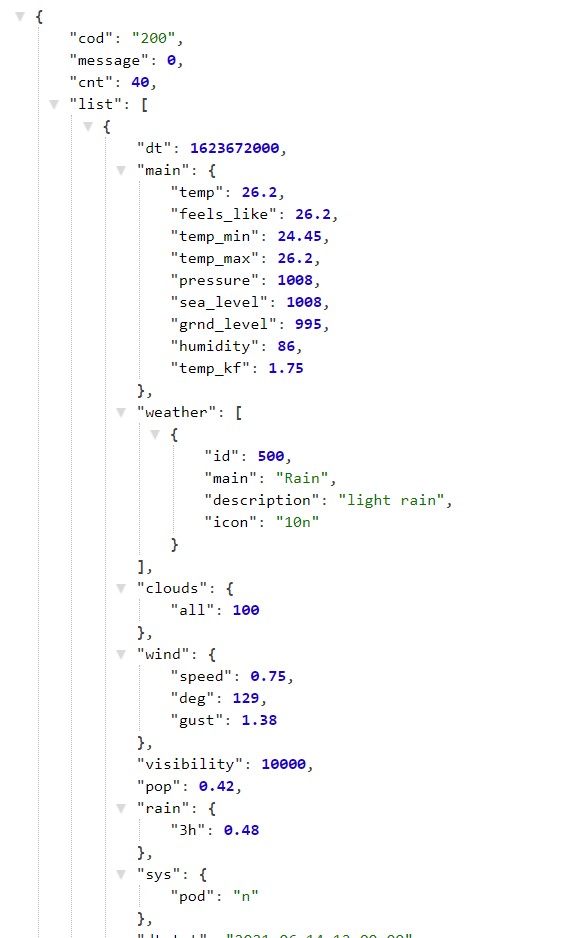 {
"cod": "200",
"message": 0,
"cnt": 40,
"list": [
{
"dt": 1623672000,
"main": {
"temp": 26.2,
"feels_like": 26.2,
"temp_min": 24.45,
"temp_max": 26.2,
"pressure": 1008,
"sea_level": 1008,
"grnd_level": 995,
"humidity": 86,
"temp_kf": 1.75
},
"weather": [
{
"id": 500,
"main": "Rain",
"description": "light rain",
"icon": "10n"
}
],
"clouds": {
"all": 100
},
"wind": {
"speed": 0.75,
"deg": 129,
"gust": 1.38
},
"visibility": 10000,
"pop": 0.42,
"rain": {
"3h": 0.48
},
"sys": {
"pod": "n"
},